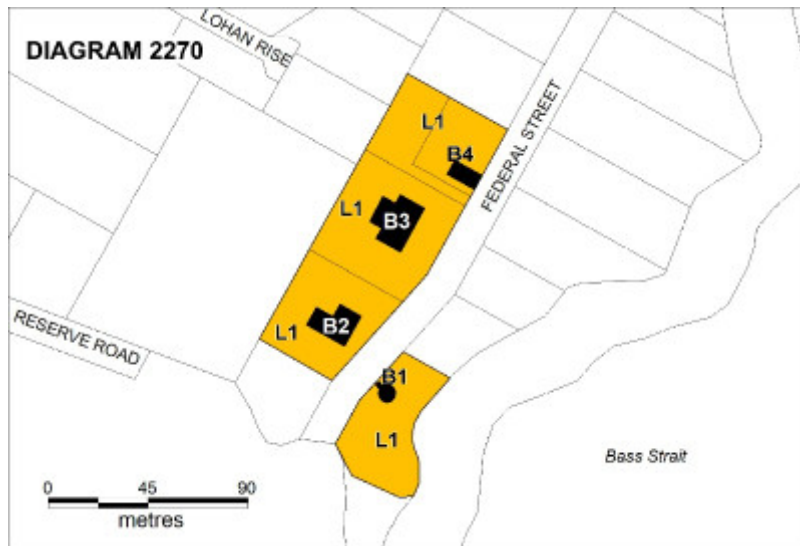 LOHAN RISE
DIAGRAM 2270
FEDERAL STREET
L1
B4
L1
B3
RESERVE ROAD
L1
B2
B1
L1
Bass Strait
0 45 90
metres